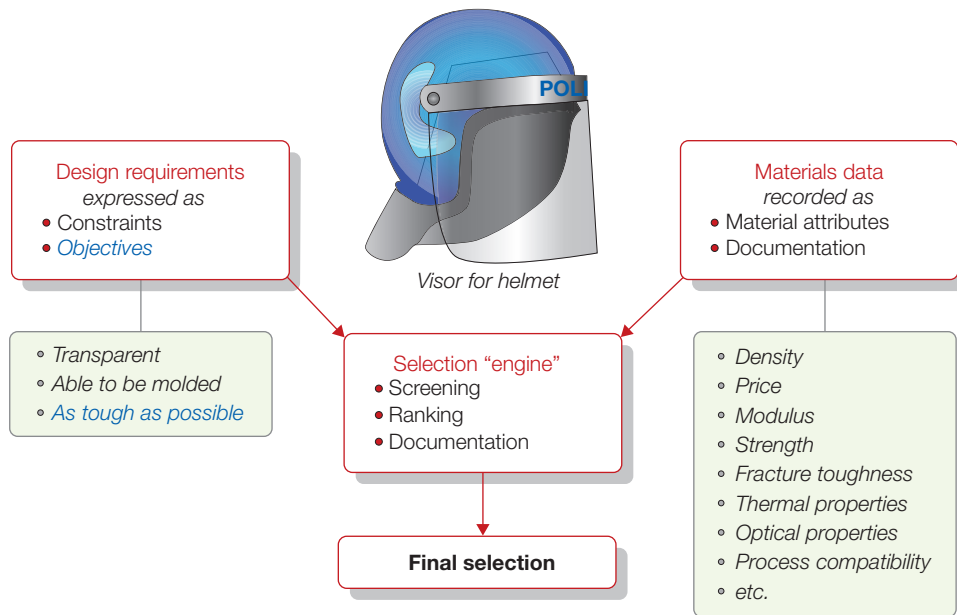 POLI
Visor for helmet
Design requirements
expressed as
• Constraints
• Objectives
Transparent
Able to be molded
As tough as possible
Materials data
recorded as
• Material attributes
• Documentation
Density
Price
Modulus
Strength
Fracture toughness
Thermal properties
Optical properties
Process compatibility
etc.
Selection “engine”
• Screening
• Ranking
• Documentation
Final selection